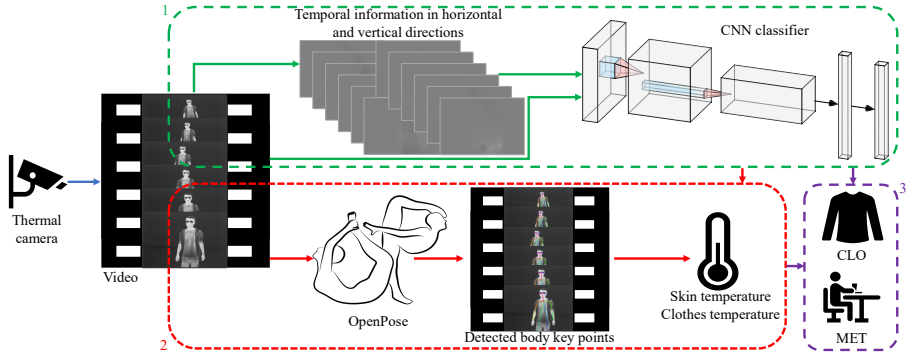 1
Temporal information in horizontal
and vertical directions
CNN classifier
Thermal
camera
Video
2
OpenPose
Detected body key points
Skin temperature
Clothes temperature
3
CLO
MET